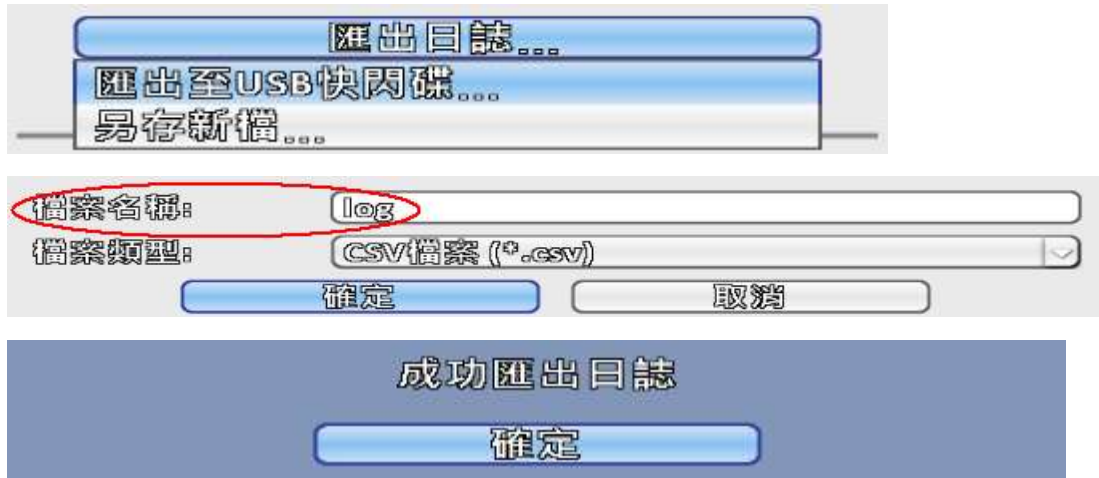 匯出日誌...
匯出至USB快閃碟...
另存新檔...
檔案名稱: log
檔案類型: CSV檔案 (*.csv)
確定 取消
成功匯出日誌
確定